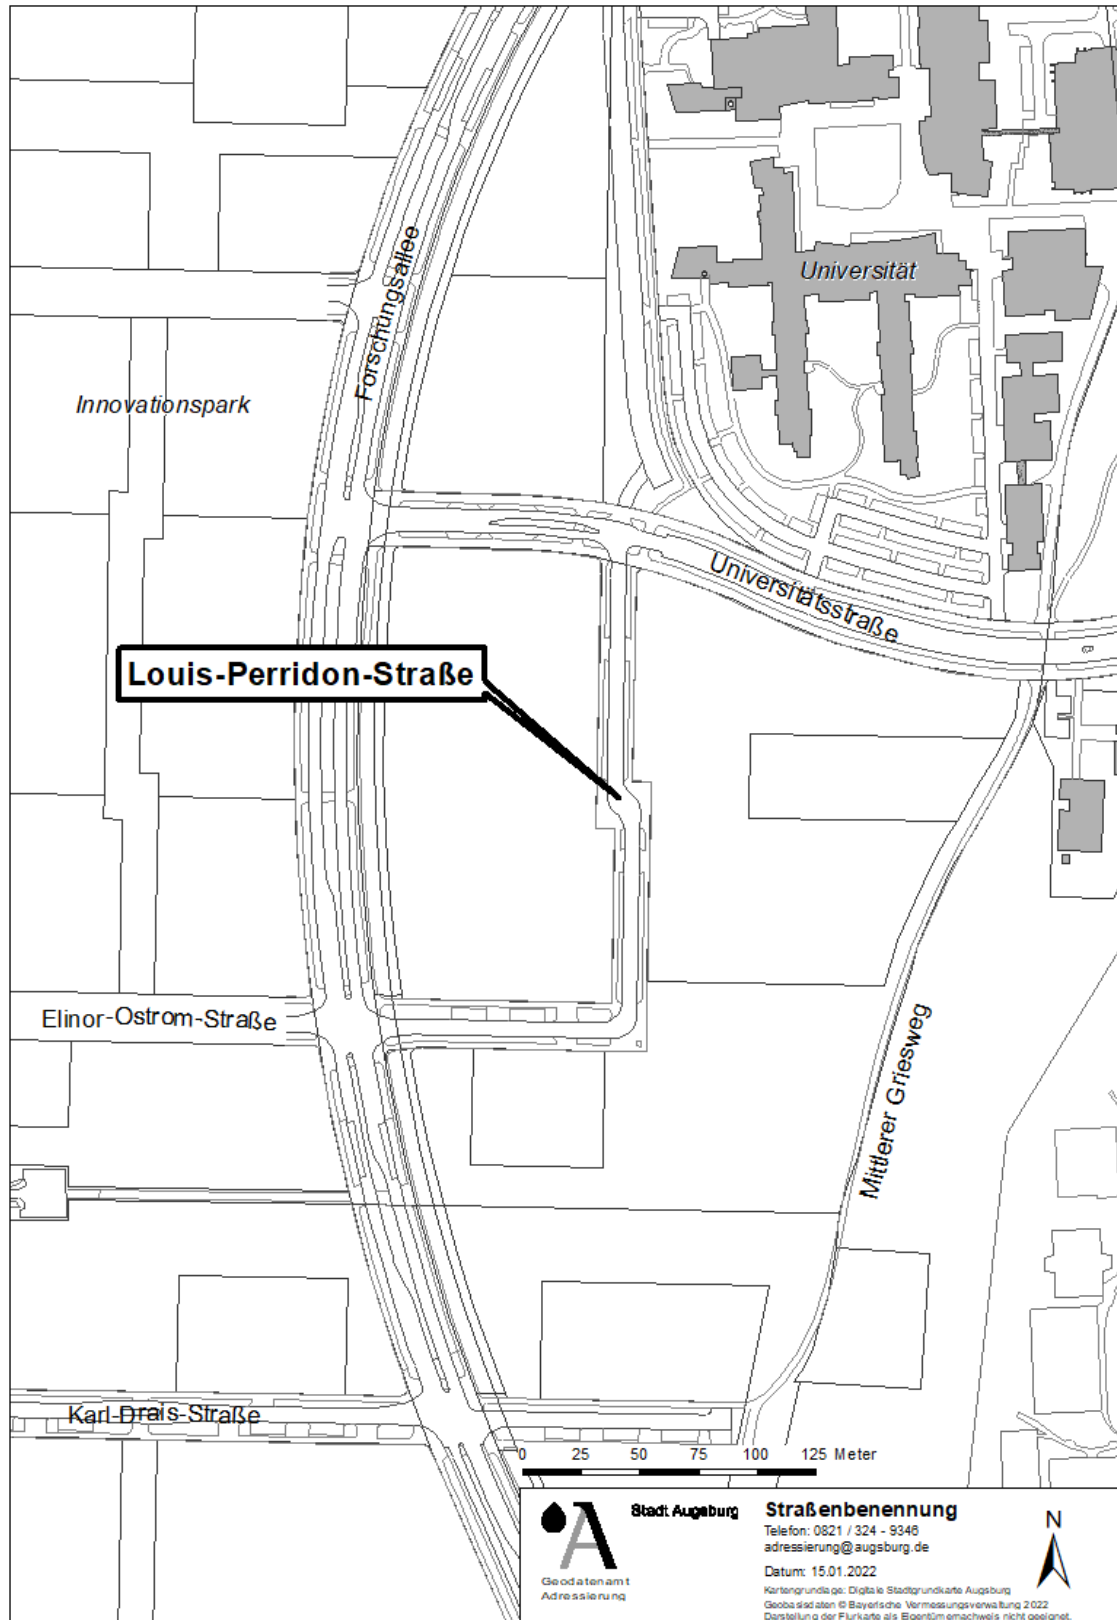 Universität
Forschungsallee
Innovationspark
Universitätsstraße
Louis-Perridon-Straße
Elinor-Ostrom-Straße
Mittlerer Griesweg
Karl-Drais-Straße
0 25 50 75 100 125 Meter
Stadt Augsburg
Straßenbenennung
Telefon: 0821 / 324 - 9346
adressierung@augsburg.de
Datum: 15.01.2022
Kartengrundlage: Digitale Stadtgrundkarte Augsburg
Geobasisdaten © Bayerische Vermessungsverwaltung 2022
Darstellung der Flurkarte als Eigentumsnachweis nicht geeignet.
Geodatenamt
Adressierung
N